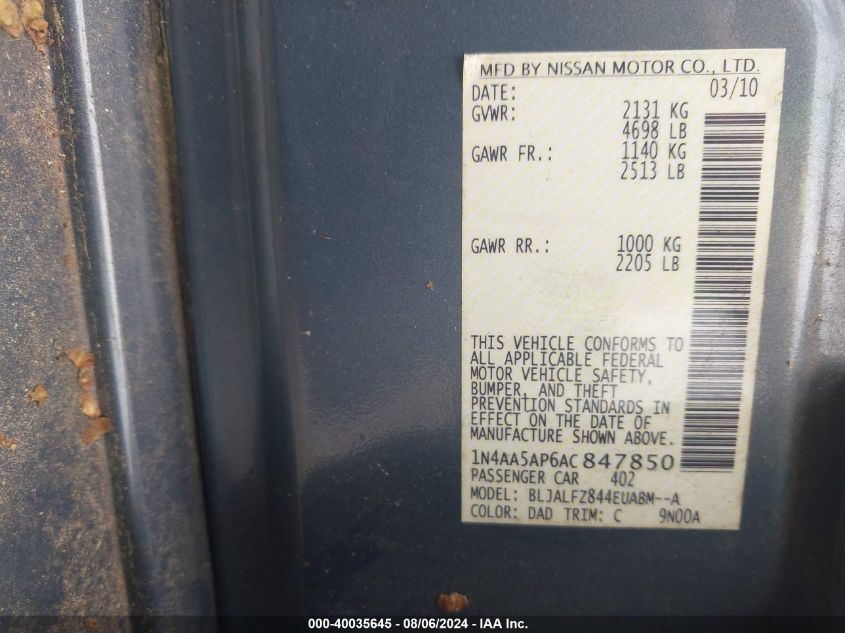 MFD BY NISSAN MOTOR CO., LTD.
DATE: 03/10
GVWR: 2131 KG
4698 LB
GAWR FR.: 1140 KG
2513 LB
GAWR RR.: 1000 KG
2205 LB
THIS VEHICLE CONFORMS TO
ALL APPLICABLE FEDERAL
MOTOR VEHICLE SAFETY,
BUMPER, AND THEFT
PREVENTION STANDARDS IN
EFFECT ON THE DATE OF
MANUFACTURE SHOWN ABOVE.
1N4AA5AP6AC847850
PASSENGER CAR 402
MODEL: BLJALFZ844EUABM--A
COLOR: DAD TRIM: C 9N00A
000-40035645 - 08/06/2024 - IAA Inc.